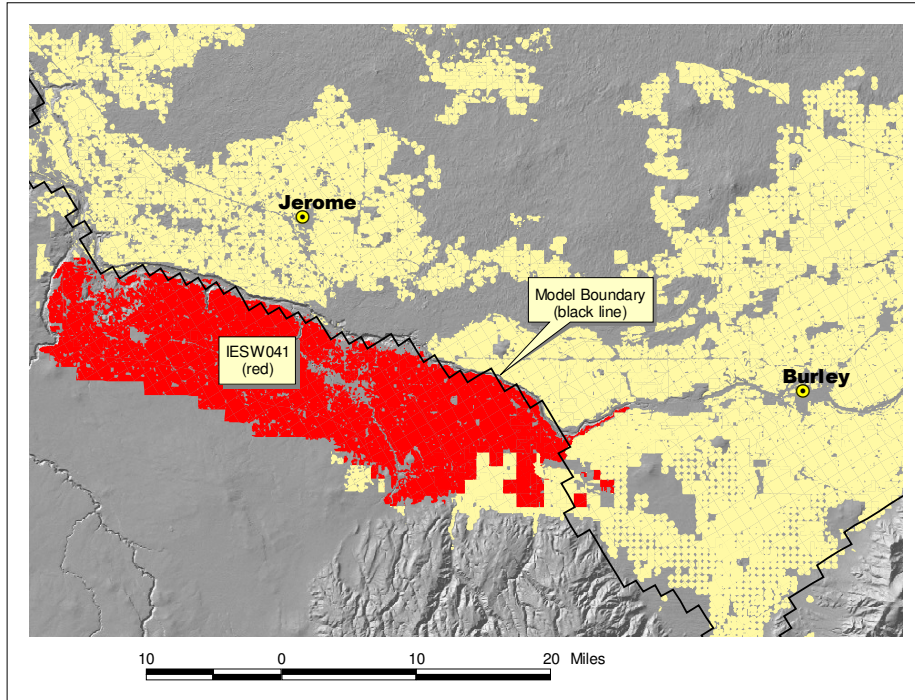 Jerome
Model Boundary
(black line)
IESW041
(red)
Burley
10 0 10 20 Miles